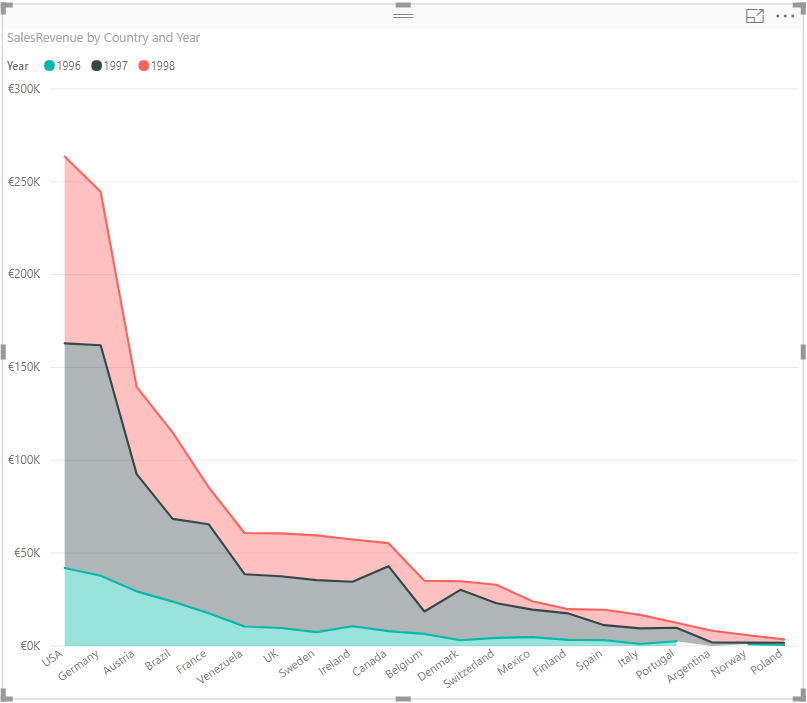 SalesRevenue by Country and Year
Year 1996 1997 1998
€300K
€250K
€200K
€150K
€100K
€50K
€0K
USA Germany Austria Brazil France Venezuela UK Sweden Ireland Canada Belgium Denmark Switzerland Mexico Finland Spain Italy Portugal Argentina Norway Poland